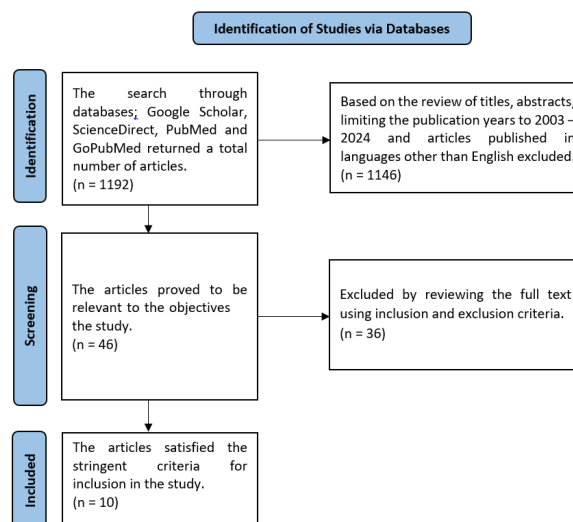 Identification of Studies via Databases
Identification
The search through
databases; Google Scholar,
ScienceDirect, PubMed and
GoPubMed returned a total
number of articles.
(n = 1192)
Based on the review of titles, abstracts,
limiting the publication years to 2003 –
2024 and articles published in
languages other than English excluded.
(n = 1146)
Screening
The articles proved to be
relevant to the objectives
the study.
(n = 46)
Excluded by reviewing the full text
using inclusion and exclusion criteria.
(n = 36)
Included
The articles satisfied the
stringent criteria for
inclusion in the study.
(n = 10)